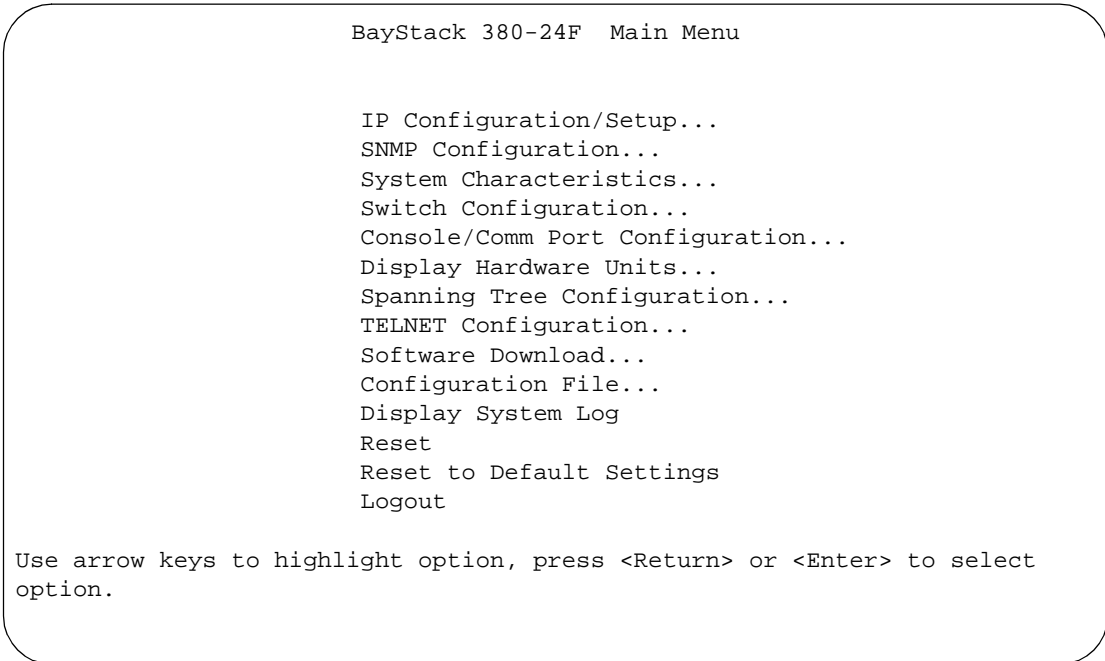 BayStack 380-24F  Main Menu
IP Configuration/Setup...
SNMP Configuration...
System Characteristics...
Switch Configuration...
Console/Comm Port Configuration...
Display Hardware Units...
Spanning Tree Configuration...
TELNET Configuration...
Software Download...
Configuration File...
Display System Log
Reset
Reset to Default Settings
Logout
Use arrow keys to highlight option, press <Return> or <Enter> to select
option.